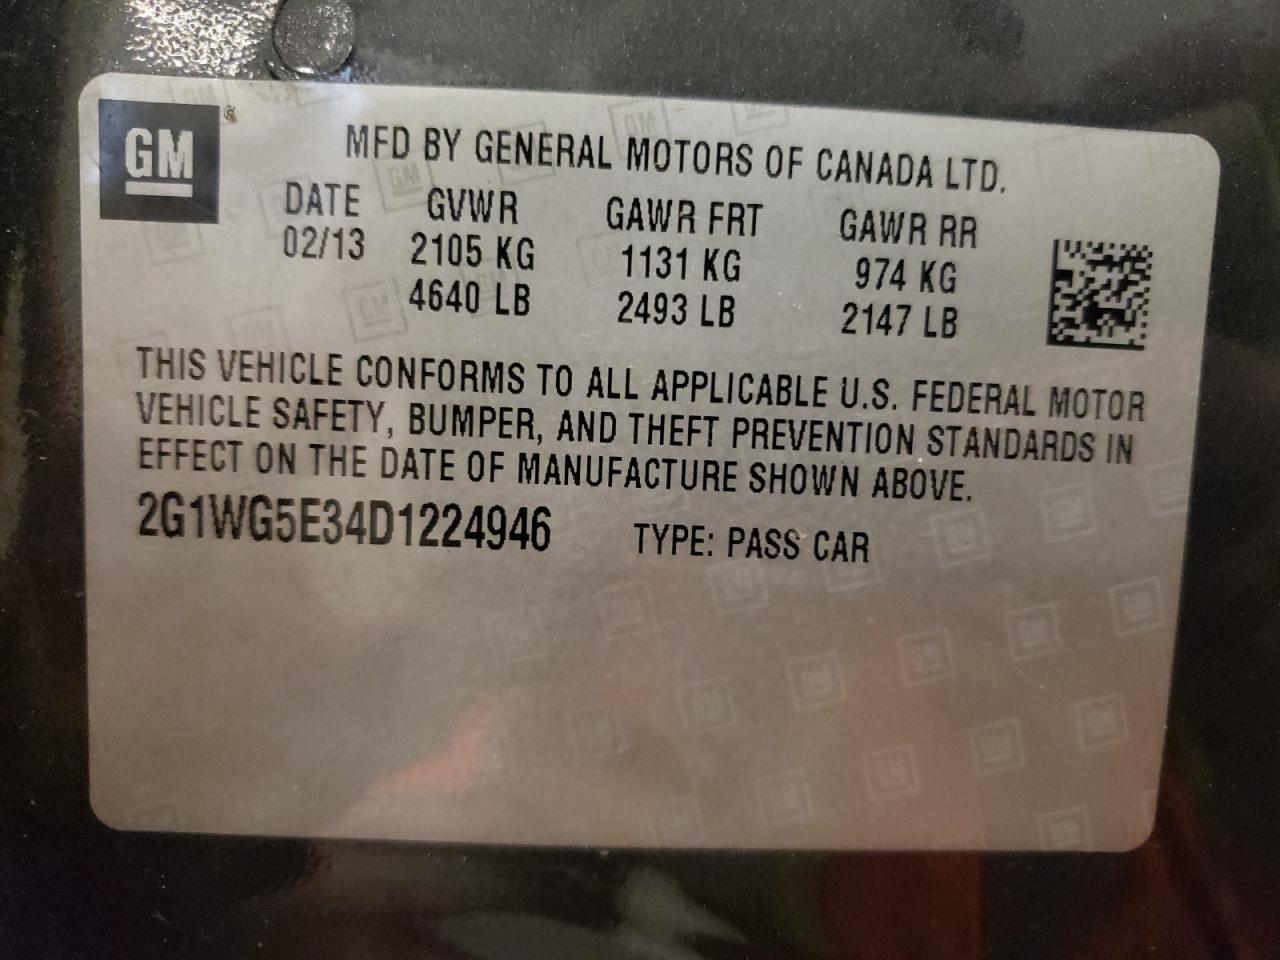 GM
MFD BY GENERAL MOTORS OF CANADA LTD.
DATE GVWR GAWR FRT GAWR RR
02/13 2105 KG 1131 KG 974 KG
4640 LB 2493 LB 2147 LB
THIS VEHICLE CONFORMS TO ALL APPLICABLE U.S. FEDERAL MOTOR
VEHICLE SAFETY, BUMPER, AND THEFT PREVENTION STANDARDS IN
EFFECT ON THE DATE OF MANUFACTURE SHOWN ABOVE.
2G1WG5E34D1224946 TYPE: PASS CAR